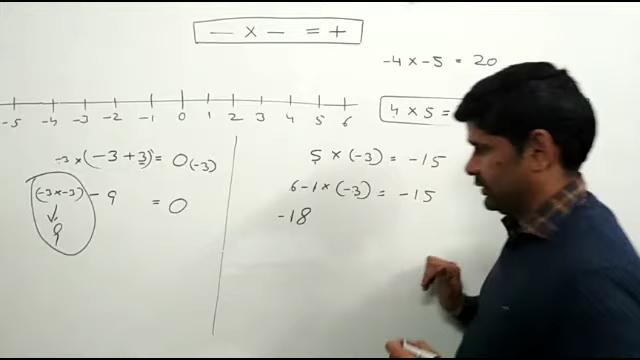 — × — = +
-4 × -5 = 20
-5 -4 -3 -2 -1 0 1 2 3 4 5 6
4 × 5 =
-3 × (-3 + 3) = 0 (-3)
(-3 × -3) - 9 = 0
9
5 × (-3) = -15
6 - 1 × (-3) = -15
-18